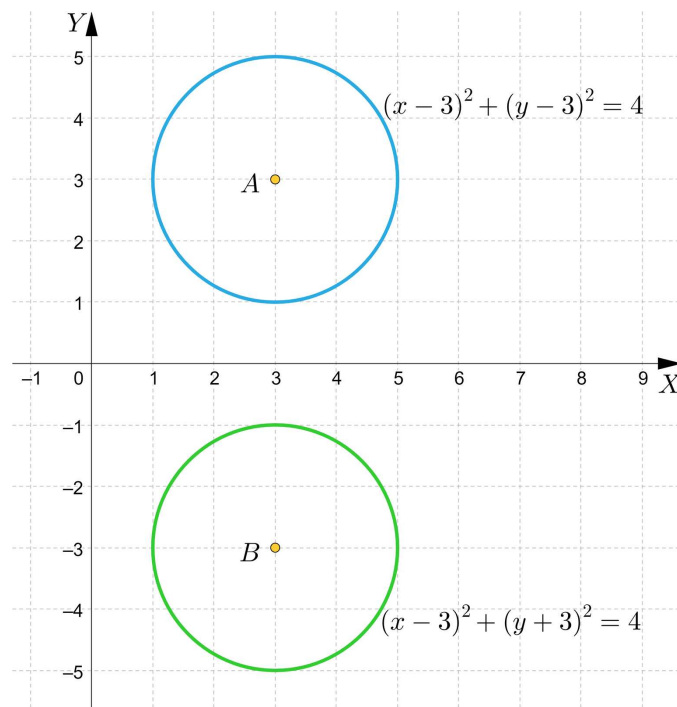 Y
5
(x − 3)² + (y − 3)² = 4
4
A
3
2
1
–1 0 1 2 3 4 5 6 7 8 9 X
–1
–2
B
–3
–4
(x − 3)² + (y + 3)² = 4
–5